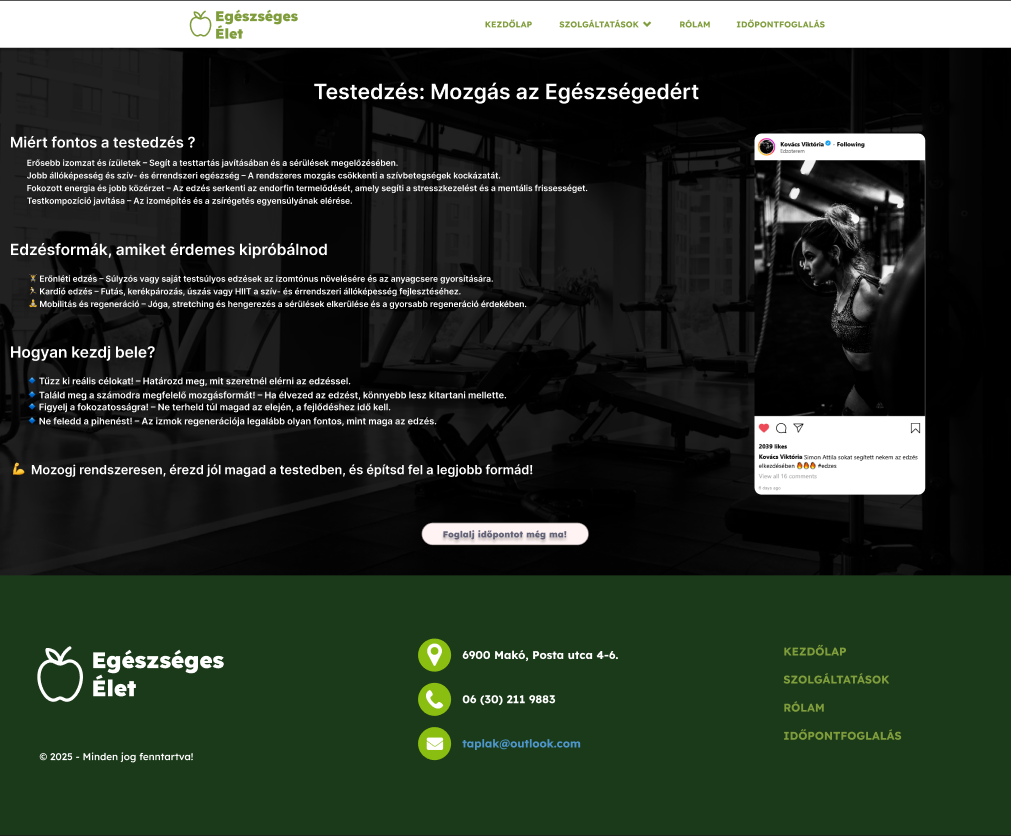 Egészséges
Élet
KEZDŐLAP
SZOLGÁLTATÁSOK
RÓLAM
IDŐPONTFOGLALÁS
Testedzés: Mozgás az Egészségedért
Miért fontos a testedzés ?
Erősebb izomzat és ízületek – Segít a testtartás javításában és a sérülések megelőzésében.
Jobb állóképesség és szív- és érrendszeri egészség – A rendszeres mozgás csökkenti a szívbetegségek kockázatát.
Fokozott energia és jobb közérzet – Az edzés serkenti az endorfin termelődését, amely segíti a stresszkezelést és a mentális frissességet.
Testkompozíció javítása – Az izomépítés és a zsírégetés egyensúlyának elérése.
Edzésformák, amiket érdemes kipróbálnod
🏋 Erőnléti edzés – Súlyzós vagy saját testsúlyos edzések az izomtónus növelésére és az anyagcsere gyorsítására.
🏃 Kardió edzés – Futás, kerékpározás, úszás vagy HIIT a szív- és érrendszeri állóképesség fejlesztéséhez.
🧘 Mobilitás és regeneráció – Jóga, stretching és hengerezés a sérülések elkerülése és a gyorsabb regeneráció érdekében.
Hogyan kezdj bele?
🔹 Tűzz ki reális célokat! – Határozd meg, mit szeretnél elérni az edzéssel.
🔹 Találd meg a számodra megfelelő mozgásformát! – Ha élvezed az edzést, könnyebb lesz kitartani mellette.
🔹 Figyelj a fokozatosságra! – Ne terheld túl magad az elején, a fejlődéshez idő kell.
🔹 Ne feledd a pihenést! – Az izmok regenerációja legalább olyan fontos, mint maga az edzés.
💪 Mozogj rendszeresen, érezd jól magad a testedben, és építsd fel a legjobb formád!
Kovács Viktória · Following
Edzőterem
2039 likes
Kovács Viktória Simon Attila sokat segített nekem az edzés
elkezdésében 🔥🔥🔥 #edzes
View all 16 comments
6 days ago
Foglalj időpontot még ma!
Egészséges
Élet
© 2025 - Minden jog fenntartva!
6900 Makó, Posta utca 4-6.
06 (30) 211 9883
taplak@outlook.com
KEZDŐLAP
SZOLGÁLTATÁSOK
RÓLAM
IDŐPONTFOGLALÁS